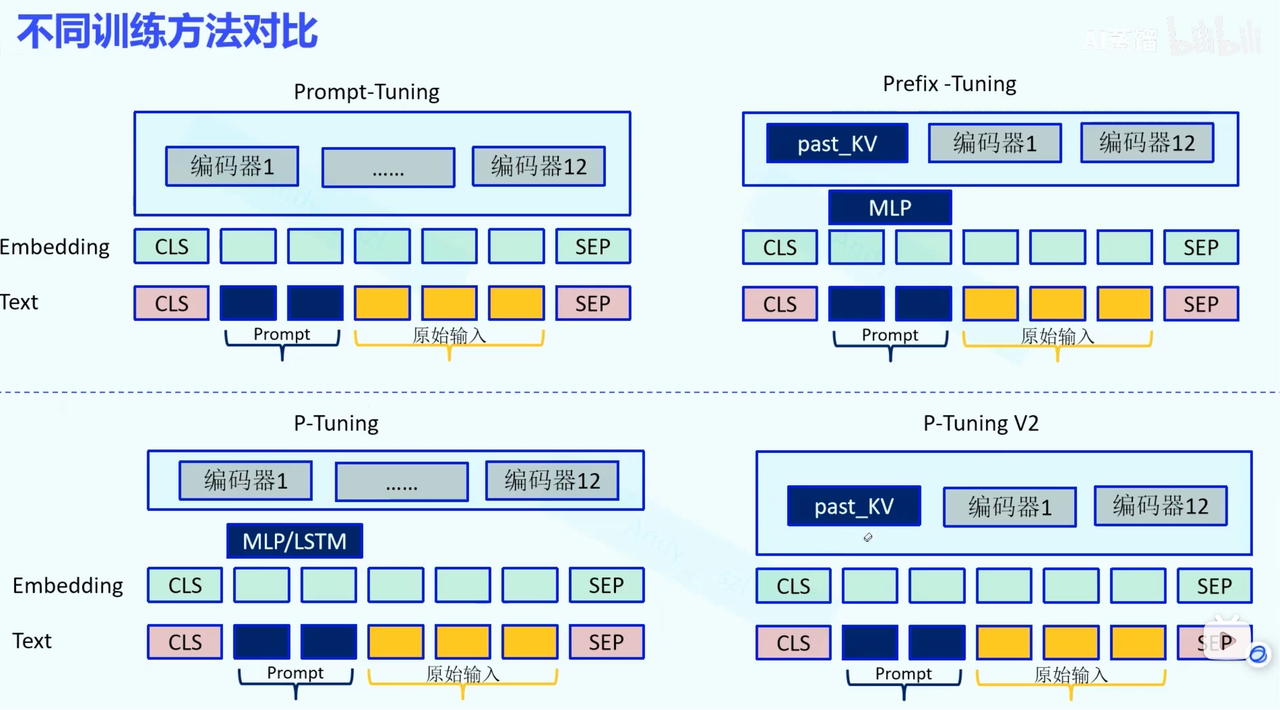 不同训练方法对比
bilibili
Prompt-Tuning
编码器1
......
编码器12
Embedding
CLS
SEP
Text
CLS
SEP
Prompt
原始输入
Prefix -Tuning
past_KV
编码器1
编码器12
MLP
CLS
SEP
CLS
SEP
Prompt
原始输入
P-Tuning
编码器1
......
编码器12
MLP/LSTM
Embedding
CLS
SEP
Text
CLS
SEP
Prompt
原始输入
P-Tuning V2
past_KV
编码器1
编码器12
CLS
SEP
CLS
SEP
Prompt
原始输入